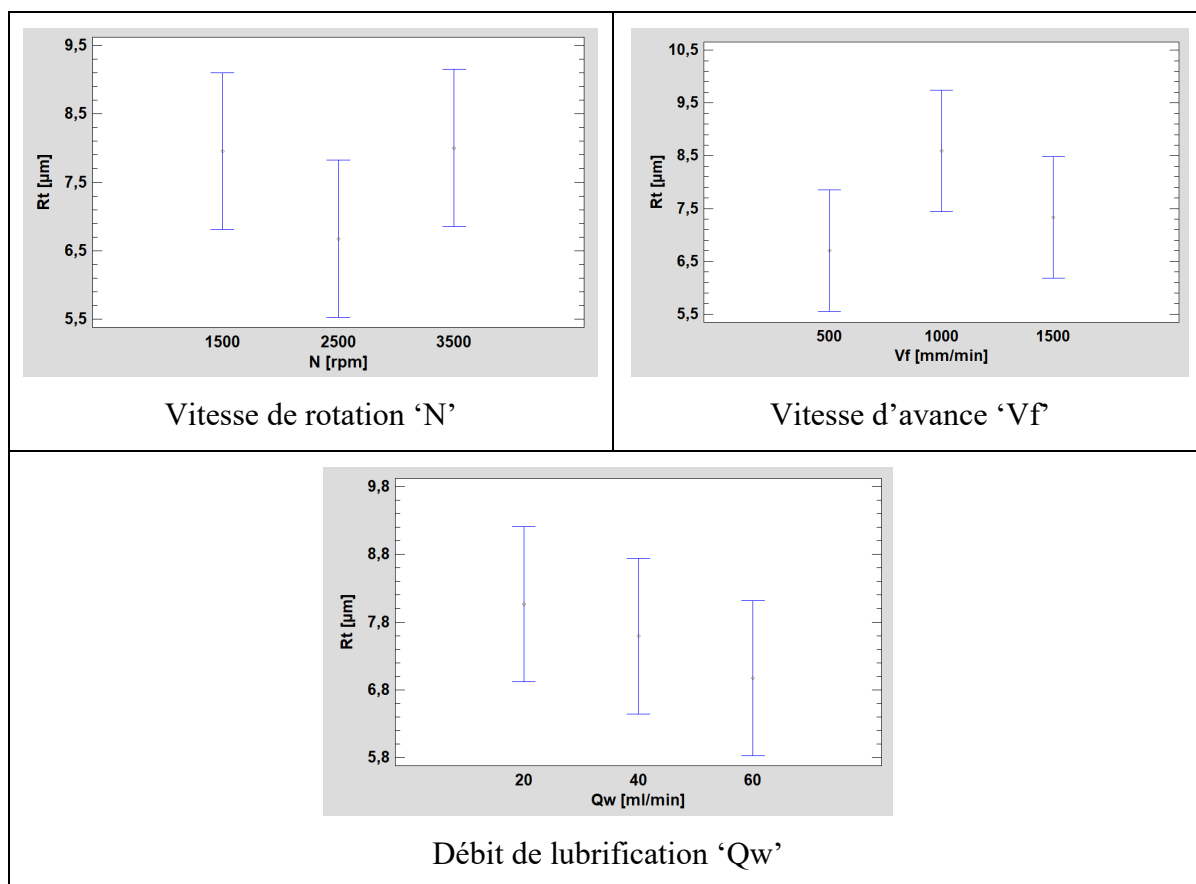 9,5
8,5
7,5
6,5
5,5
Rt [µm]
1500 2500 3500
N [rpm]
Vitesse de rotation ‘N’
10,5
9,5
8,5
7,5
6,5
5,5
Rt [µm]
500 1000 1500
Vf [mm/min]
Vitesse d’avance ‘Vf’
9,8
8,8
7,8
6,8
5,8
Rt [µm]
20 40 60
Qw [ml/min]
Débit de lubrification ‘Qw’